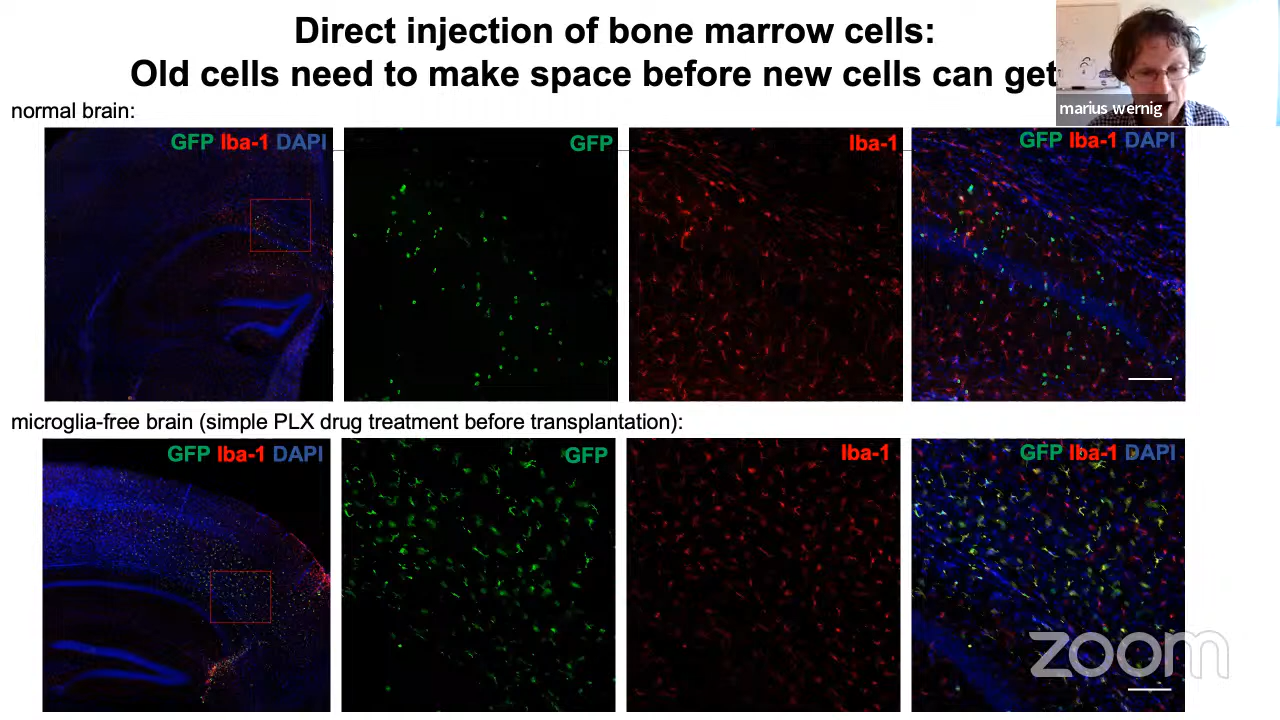 Direct injection of bone marrow cells:
Old cells need to make space before new cells can get
marius wernig
normal brain:
GFP Iba-1 DAPI
GFP
Iba-1
GFP Iba-1 DAPI
microglia-free brain (simple PLX drug treatment before transplantation):
GFP Iba-1 DAPI
GFP
Iba-1
GFP Iba-1 DAPI
zoom